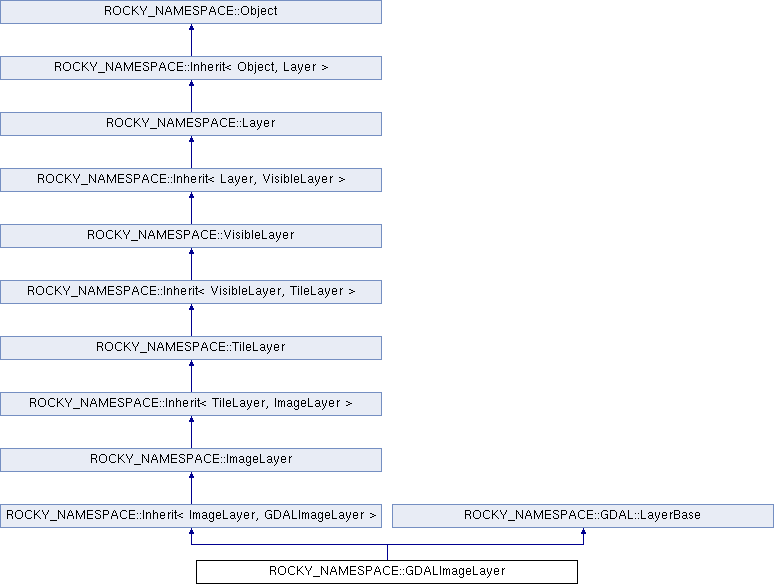 ROCKY_NAMESPACE::Object
ROCKY_NAMESPACE::Inherit< Object, Layer >
ROCKY_NAMESPACE::Layer
ROCKY_NAMESPACE::Inherit< Layer, VisibleLayer >
ROCKY_NAMESPACE::VisibleLayer
ROCKY_NAMESPACE::Inherit< VisibleLayer, TileLayer >
ROCKY_NAMESPACE::TileLayer
ROCKY_NAMESPACE::Inherit< TileLayer, ImageLayer >
ROCKY_NAMESPACE::ImageLayer
ROCKY_NAMESPACE::Inherit< ImageLayer, GDALImageLayer >
ROCKY_NAMESPACE::GDAL::LayerBase
ROCKY_NAMESPACE::GDALImageLayer